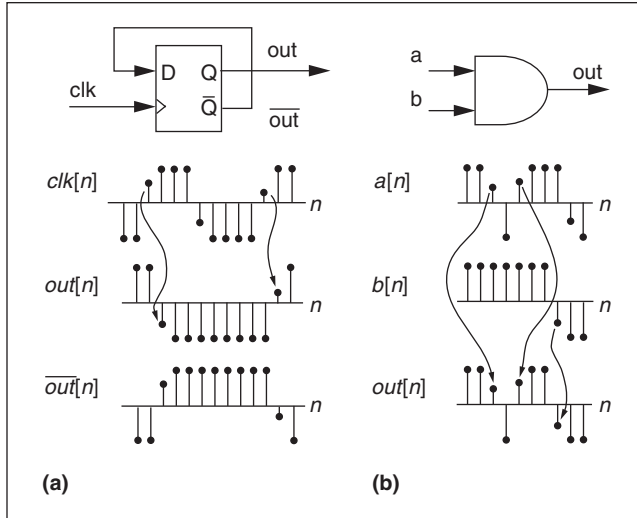 out
D Q
clk
Q̅
o̅u̅t̅
clk[n]
n
out[n]
n
o̅u̅t̅[n]
n
(a)
a
b
out
a[n]
n
b[n]
n
out[n]
n
(b)